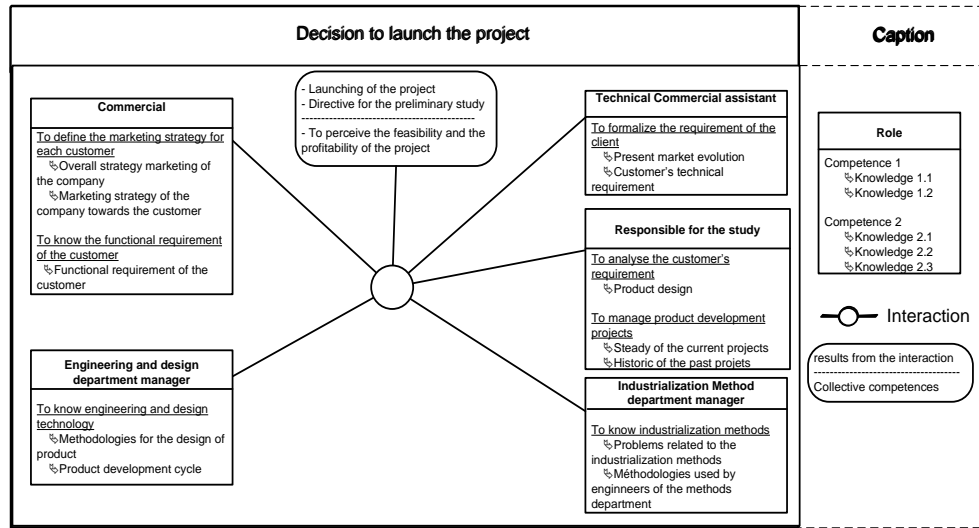 Decision to launch the project
Caption
- Launching of the project
- Directive for the preliminary study
--------------------------------------------
- To perceive the feasibility and the
profitability of the project
Commercial
To define the marketing strategy for
each customer
Overall strategy marketing of
the company
Marketing strategy of the
company towards the customer
To know the functional requirement
of the customer
Functional requirement of the
customer
Technical Commercial assistant
To formalize the requirement of the
client
Present market evolution
Customer's technical
requirement
Responsible for the study
To analyse the customer's
requirement
Product design
To manage product development
projects
Steady of the current projects
Historic of the past projets
Engineering and design
department manager
To know engineering and design
technology
Methodologies for the design of
product
Product development cycle
Industrialization Method
department manager
To know industrialization methods
Problems related to the
industrialization methods
Méthodologies used by
enginneers of the methods
department
Role
Competence 1
Knowledge 1.1
Knowledge 1.2
Competence 2
Knowledge 2.1
Knowledge 2.2
Knowledge 2.3
Interaction
results from the interaction
----------------------------------
Collective competences